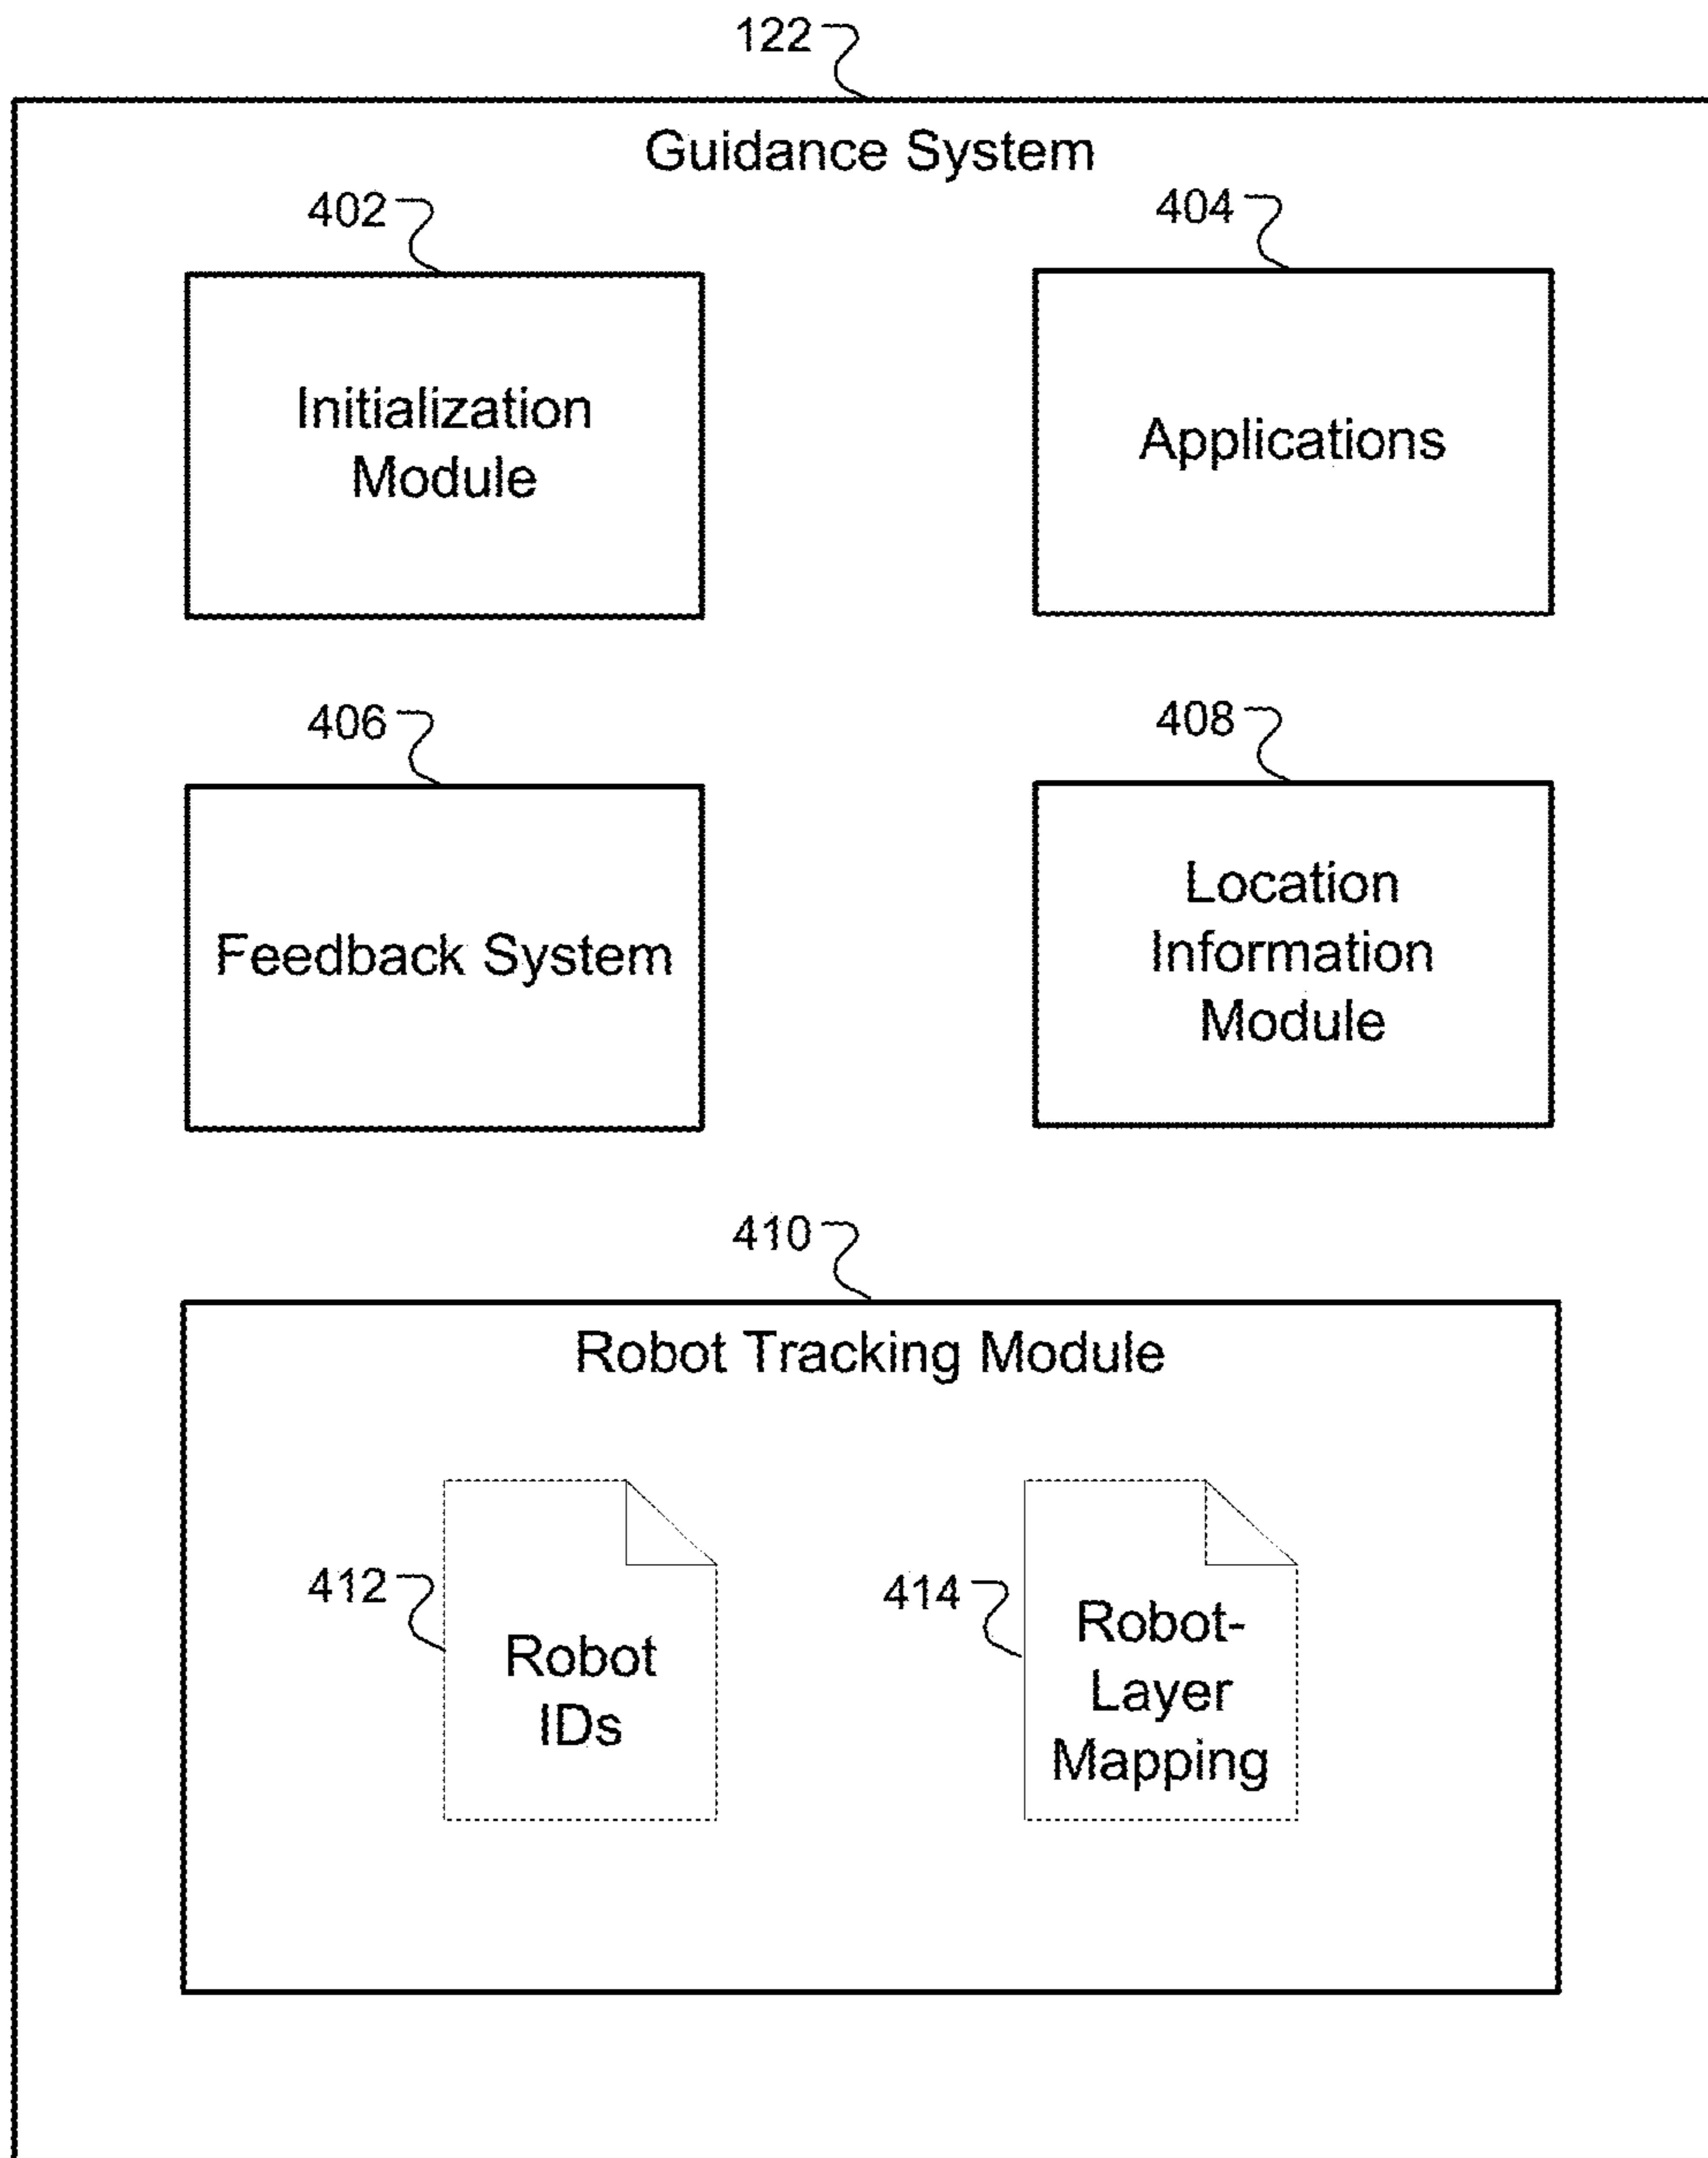 122
Guidance System
402
404
Initialization
Module
Applications
406
408
Feedback System
Location
Information
Module
410
Robot Tracking Module
412
Robot
IDs
414
Robot-
Layer
Mapping